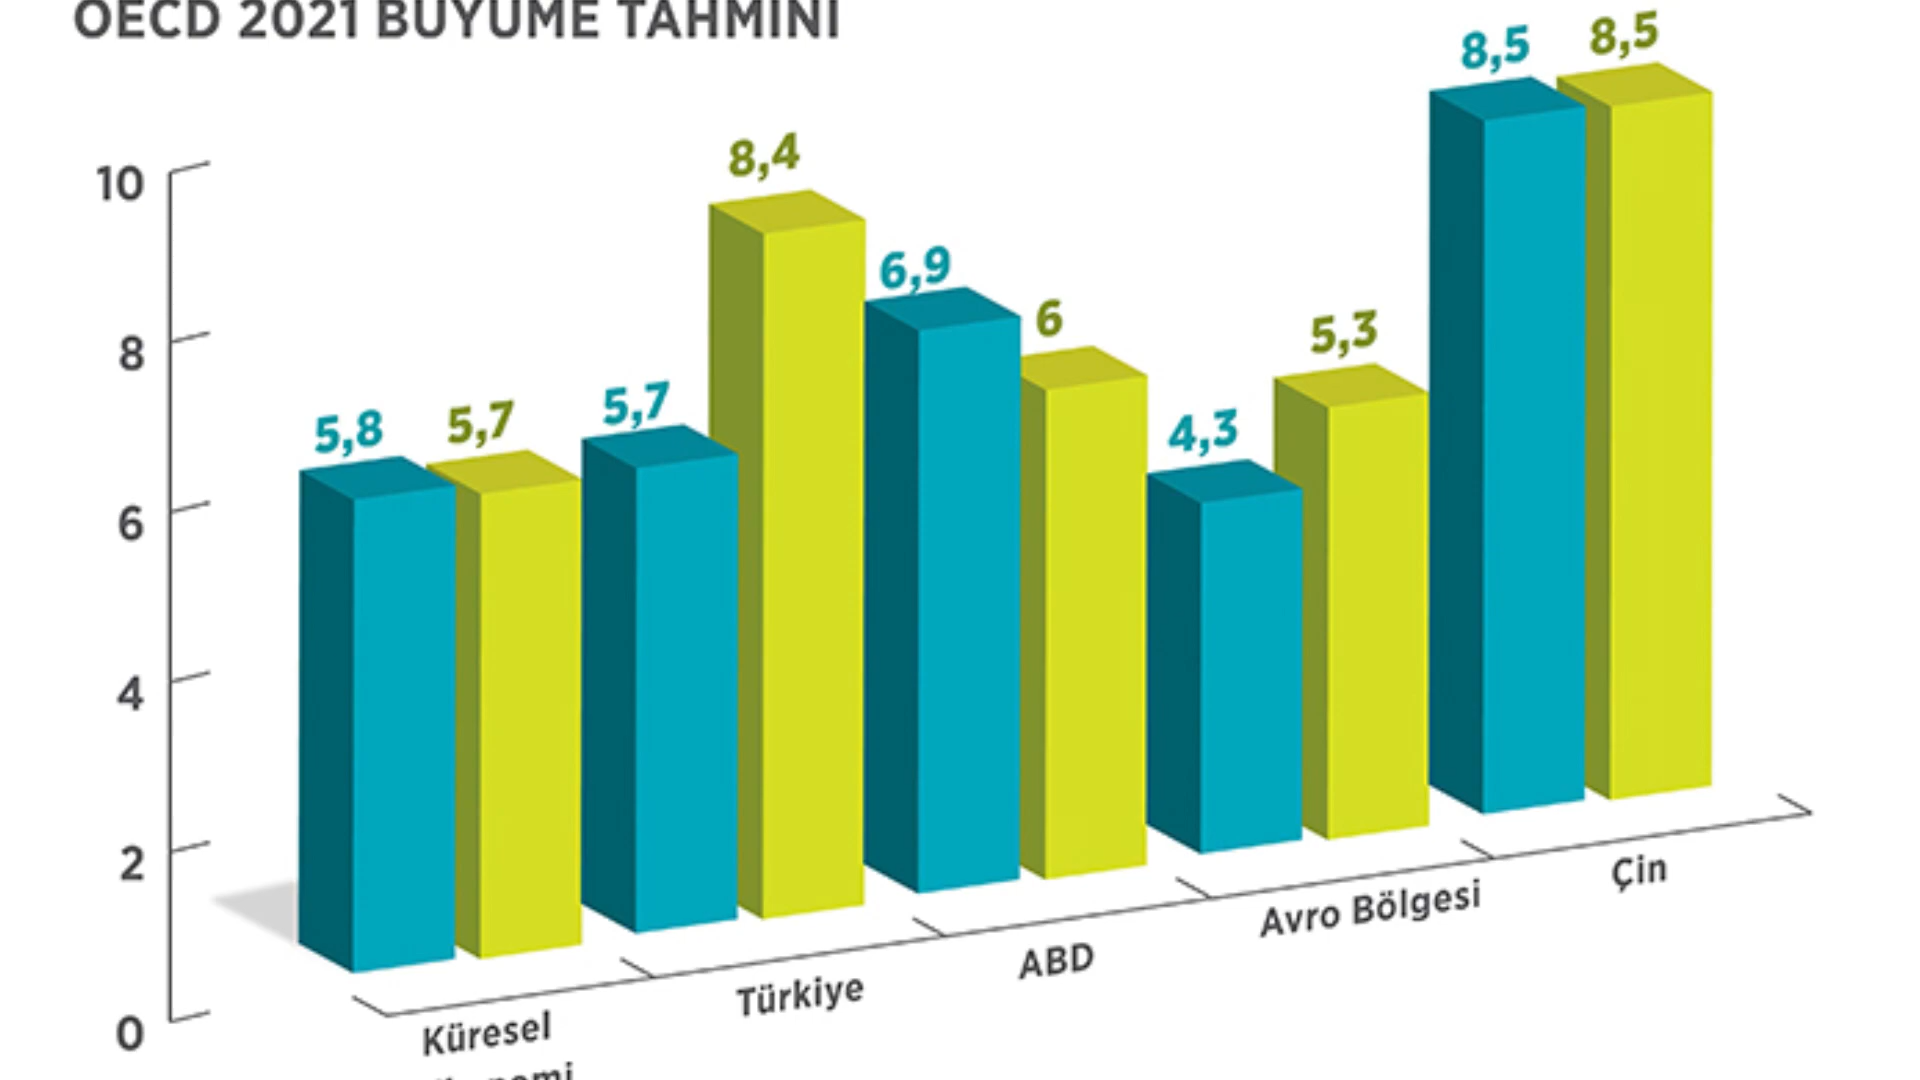 OECD 2021 BÜYÜME TAHMİNİ
8,5
8,5
8,4
6,9
6
5,3
4,3
5,7
5,7
5,8
10
8
6
4
2
0
Çin
Avro Bölgesi
ABD
Türkiye
Küresel